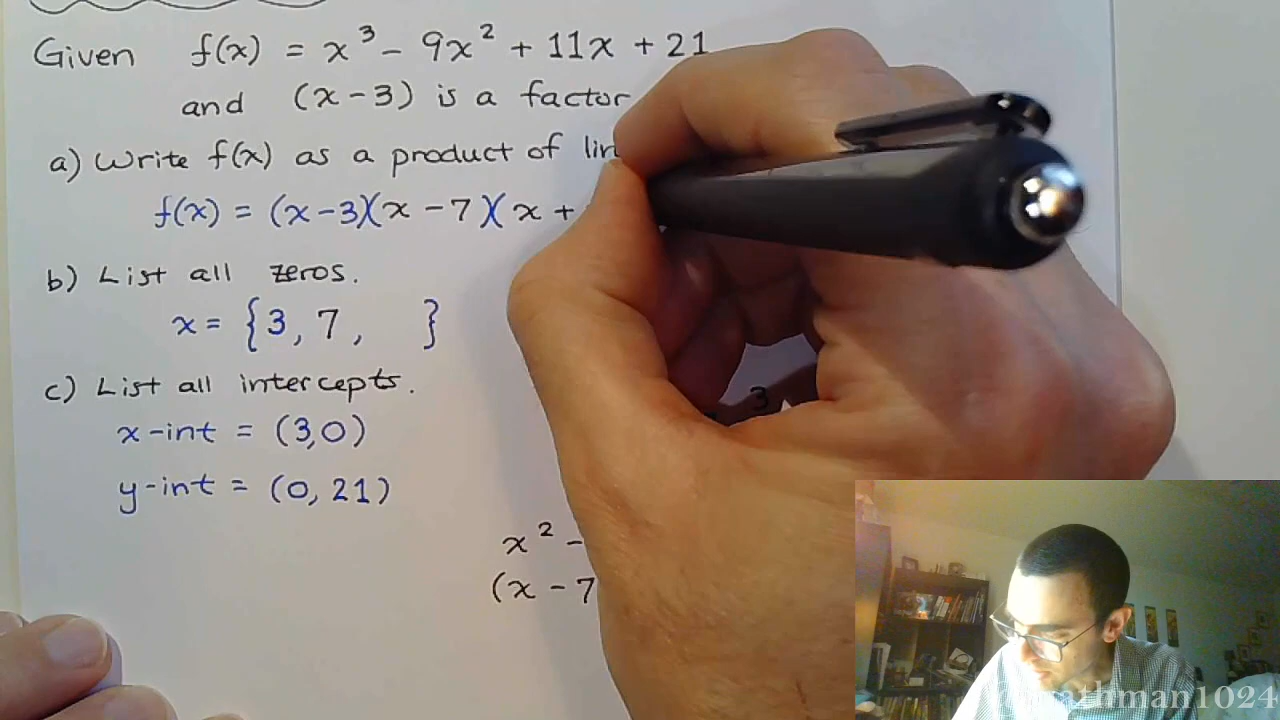 Given f(x) = x³ - 9x² + 11x + 21
and (x-3) is a factor
a) Write f(x) as a product of
f(x) = (x-3)(x-7)(x+
b) List all zeros.
x = {3, 7, }
c) List all intercepts.
x-int = (3,0)
y-int = (0, 21)
3
x² -
(x - 7